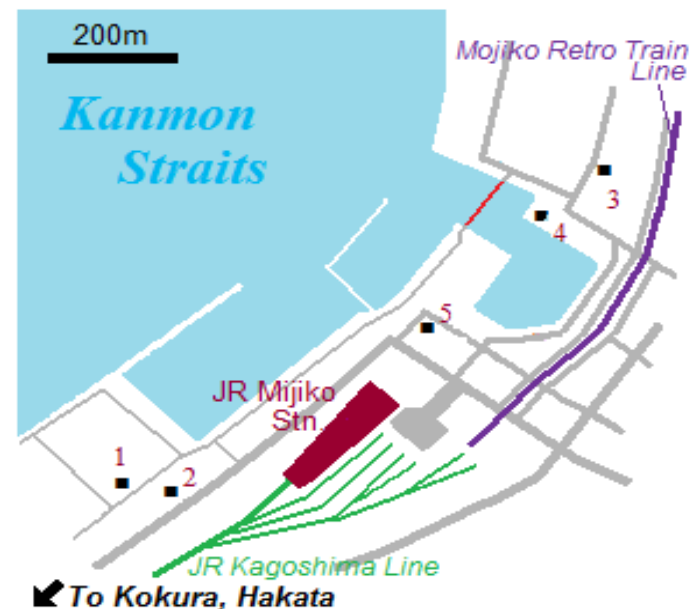 200m
Mojiko Retro Train
Line
Kanmon
Straits
3
4
5
JR Mijiko
Stn.
1
2
JR Kagoshima Line
To Kokura, Hakata